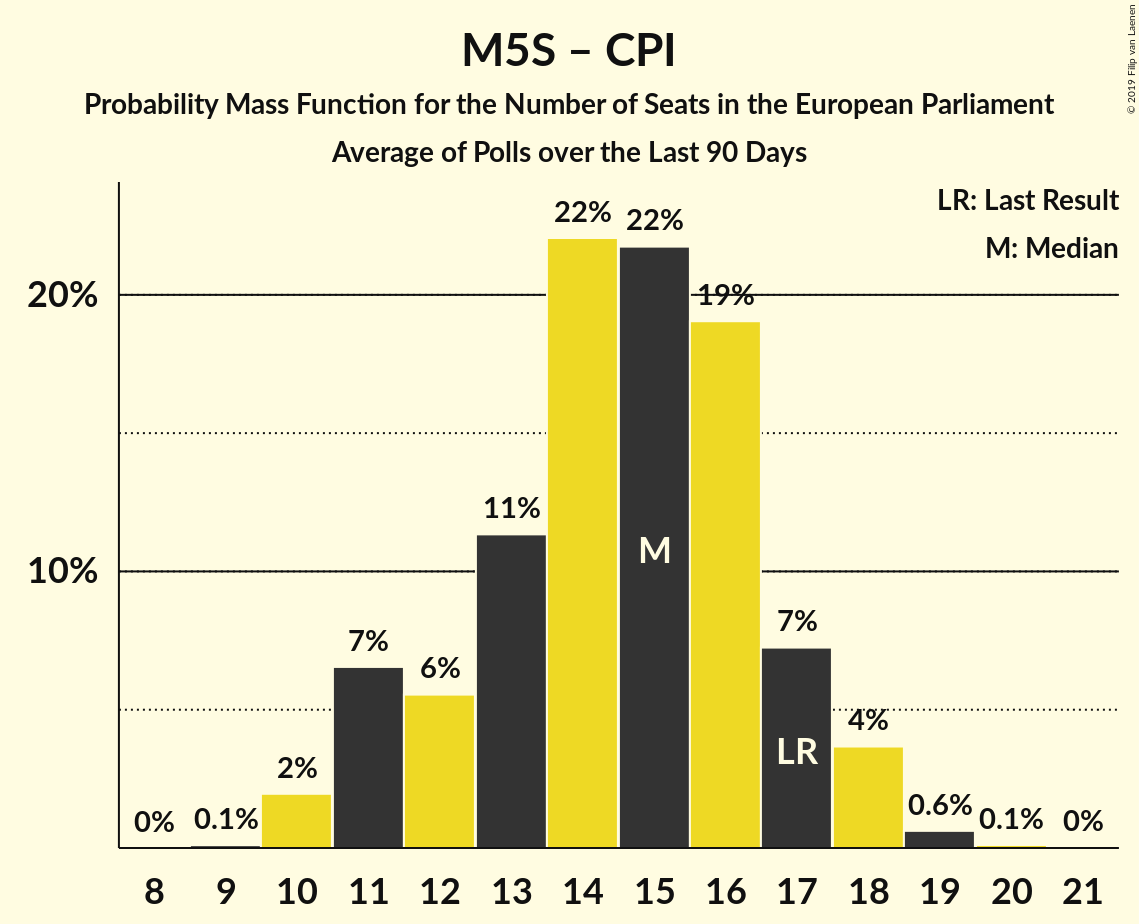 M5S – CPI
Probability Mass Function for the Number of Seats in the European Parliament
Average of Polls over the Last 90 Days
© 2019 Filip van Laenen
LR: Last Result
M: Median
22%
22%
20%
19%
11%
M
10%
7%
7%
6%
4%
LR
2%
0%
0.1%
0.6%
0.1%
0%
8 9 10 11 12 13 14 15 16 17 18 19 20 21